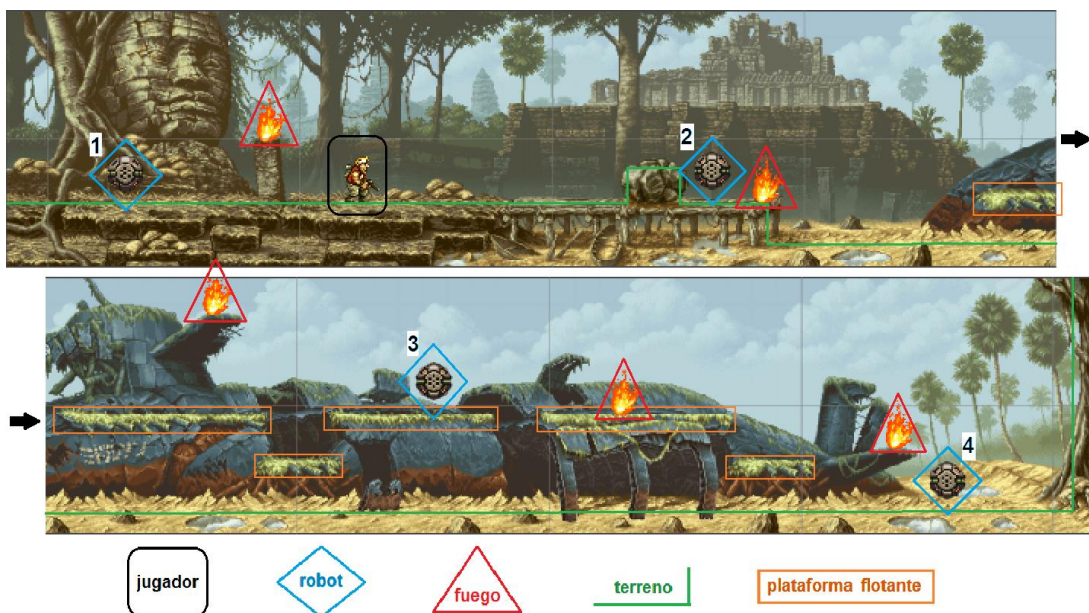 1
2
3
4
jugador
robot
fuego
terreno
plataforma flotante